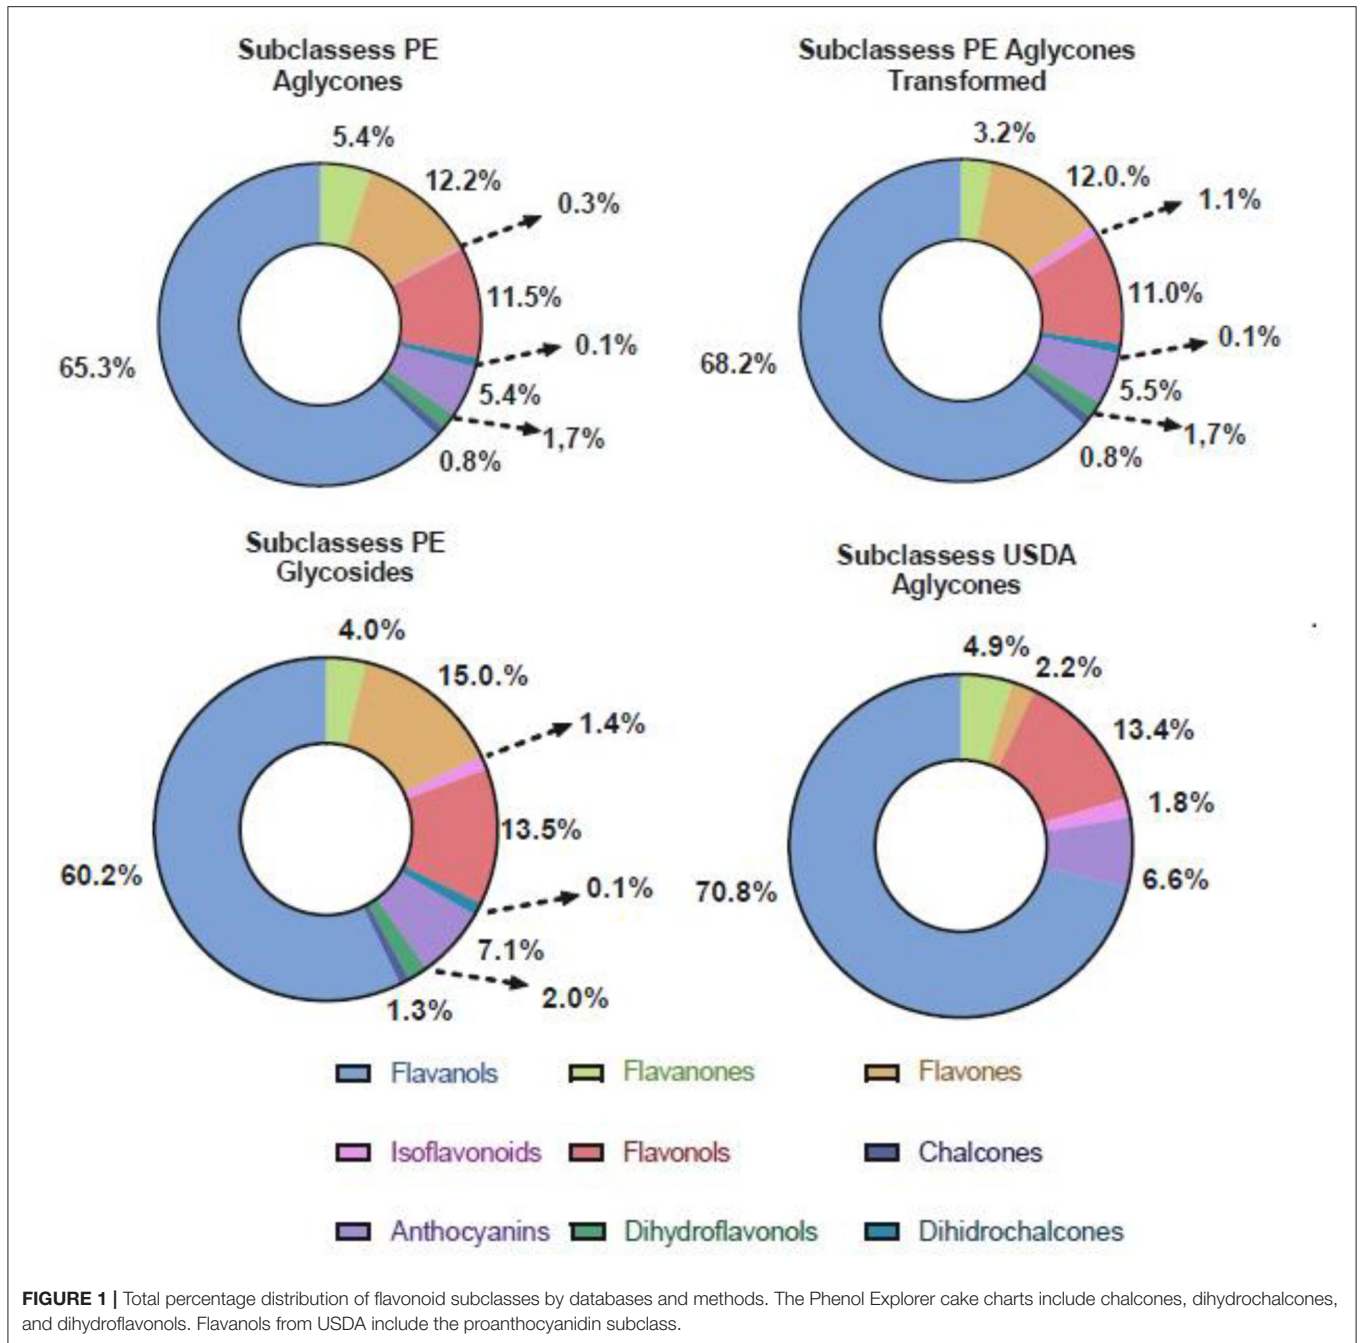 Subclassess PE
Aglycones
5.4%
12.2%
0.3%
11.5%
0.1%
5.4%
1,7%
0.8%
65.3%
Subclassess PE Aglycones
Transformed
3.2%
12.0.%
1.1%
11.0%
0.1%
5.5%
1,7%
0.8%
68.2%
Subclassess PE
Glycosides
4.0%
15.0.%
1.4%
13.5%
0.1%
7.1%
2.0%
1.3%
60.2%
Subclassess USDA
Aglycones
4.9%
2.2%
13.4%
1.8%
6.6%
70.8%
Flavanols Flavanones Flavones
Isoflavonoids Flavonols Chalcones
Anthocyanins Dihydroflavonols Dihidrochalcones
FIGURE 1 | Total percentage distribution of flavonoid subclasses by databases and methods. The Phenol Explorer cake charts include chalcones, dihydrochalcones,
and dihydroflavonols. Flavanols from USDA include the proanthocyanidin subclass.